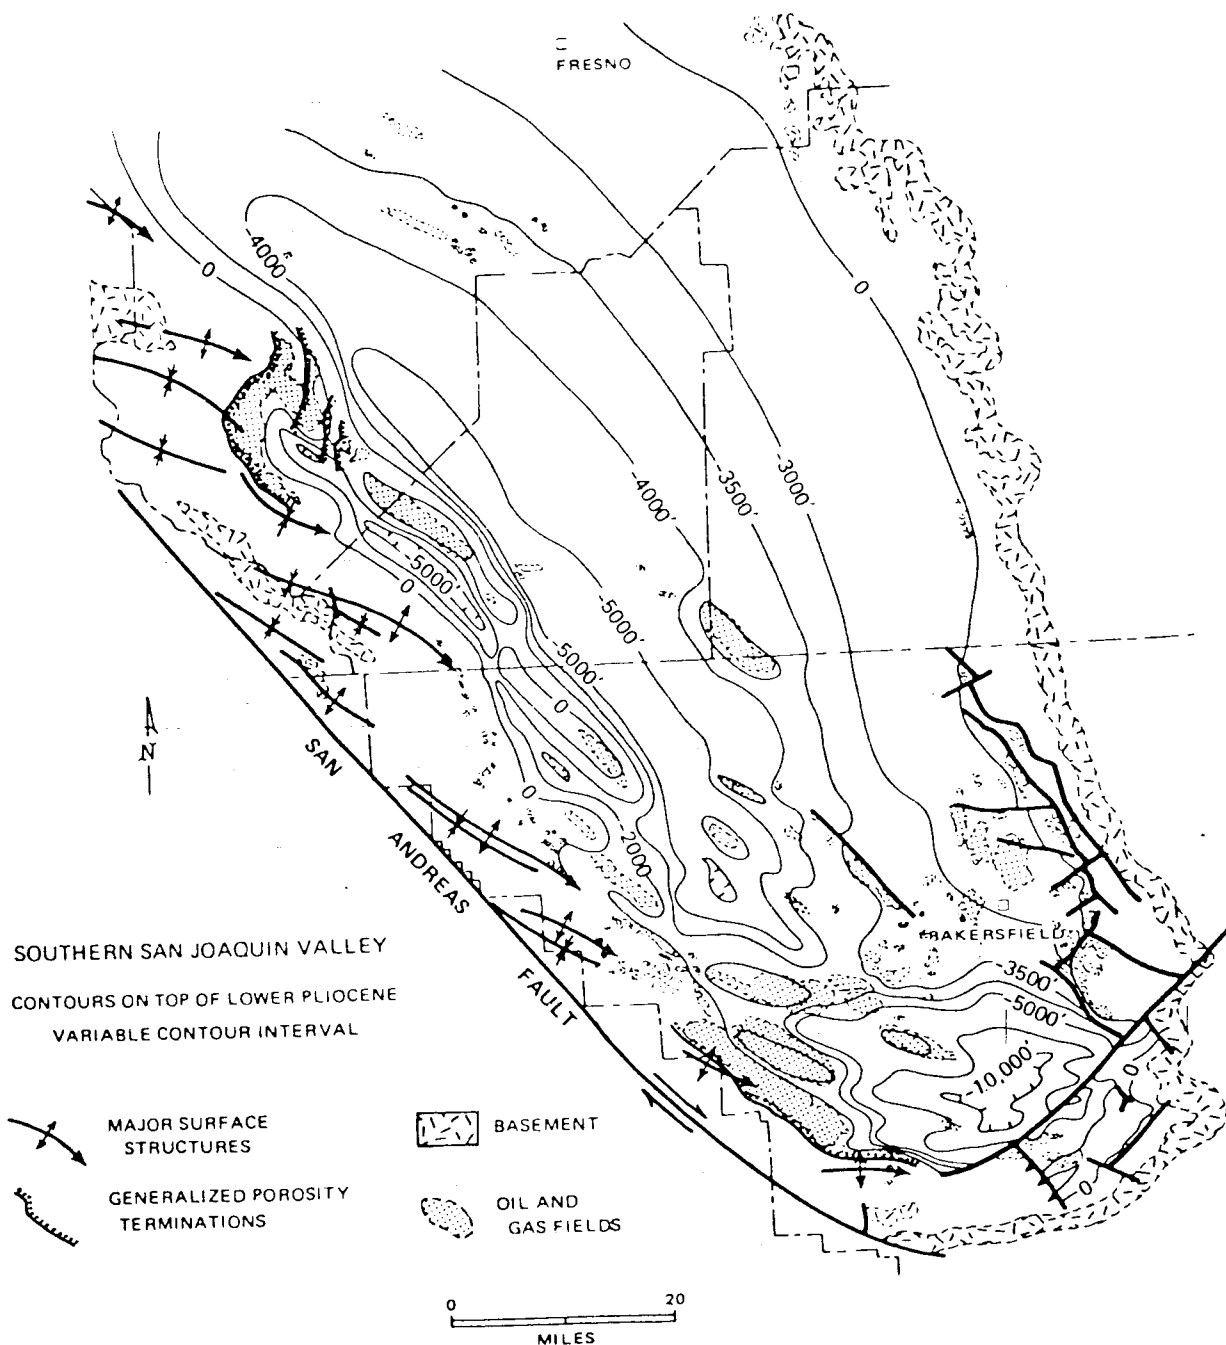 FRESNO
0
-4000'
0
-4000'
-3500'
-3000'
-5000'
0
-5000'
-5000'
0
0
-2000
N
SAN ANDREAS FAULT
BAKERSFIELD
-3500'
-5000'
-10,000'
0
0
SOUTHERN SAN JOAQUIN VALLEY
CONTOURS ON TOP OF LOWER PLIOCENE
VARIABLE CONTOUR INTERVAL
MAJOR SURFACE
STRUCTURES
BASEMENT
GENERALIZED POROSITY
TERMINATIONS
OIL AND
GAS FIELDS
0 20
MILES